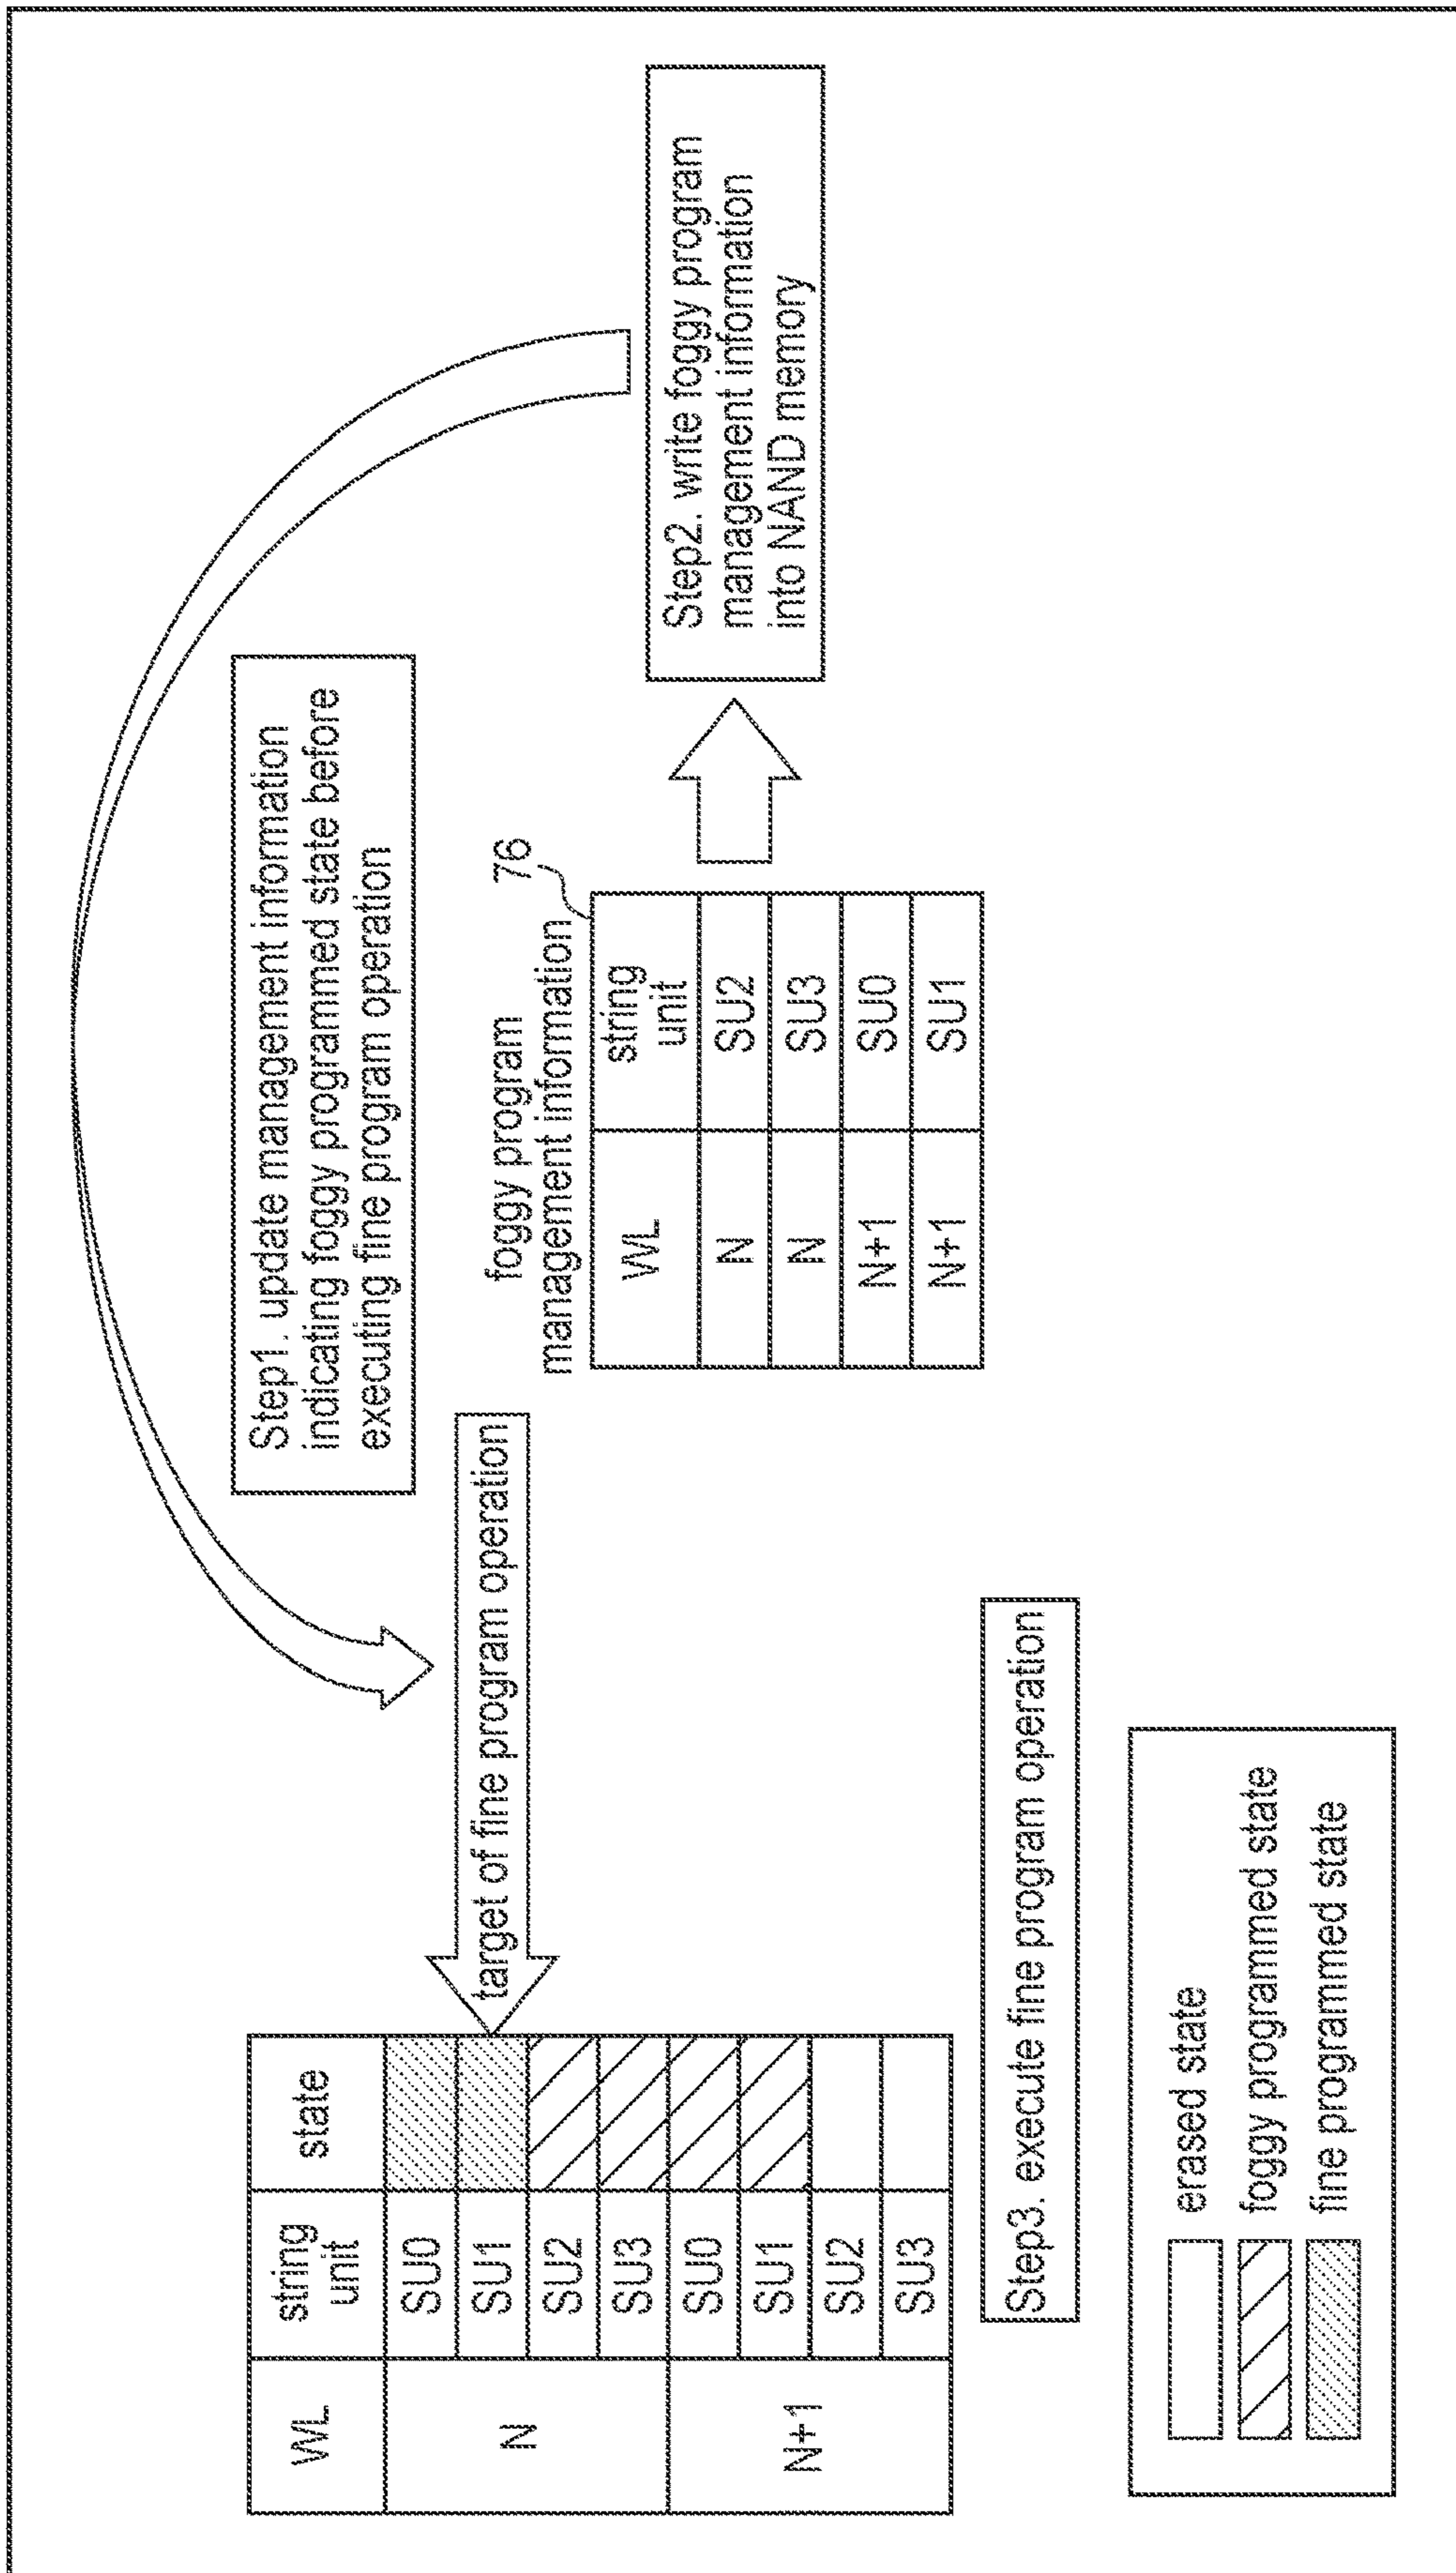 Step1. update management information
indicating foggy programmed state before
executing fine program operation
WL
string
unit
state
N
SU0
SU1
SU2
SU3
N+1
SU0
SU1
SU2
SU3
target of fine program operation
foggy program
management information
76
WL
string
unit
N
SU2
N
SU3
N+1
SU0
N+1
SU1
Step2. write foggy program
management information
into NAND memory
Step3. execute fine program operation
erased state
foggy programmed state
fine programmed state